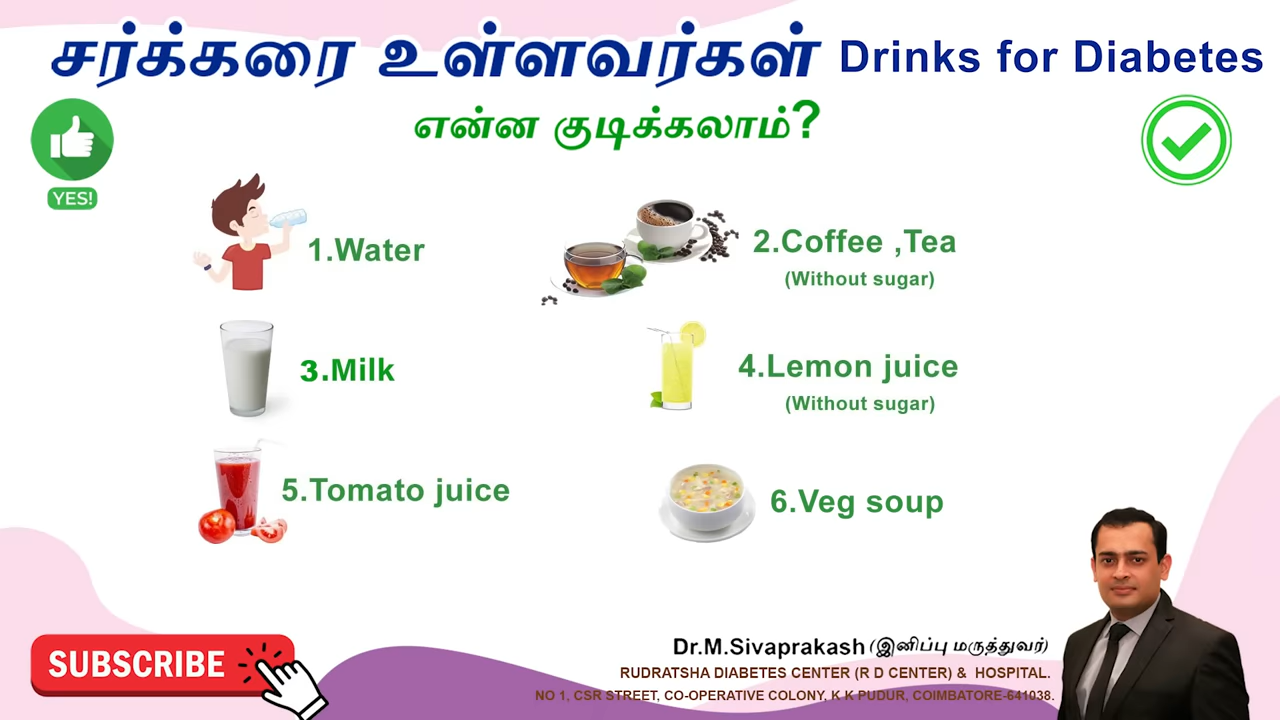 சர்க்கரை உள்ளவர்கள் Drinks for Diabetes
என்ன குடிக்கலாம்?
YES!
1.Water
2.Coffee ,Tea
(Without sugar)
3.Milk
4.Lemon juice
(Without sugar)
5.Tomato juice
6.Veg soup
SUBSCRIBE
Dr.M.Sivaprakash (இனிப்பு மருத்துவர்)
RUDRATSHA DIABETES CENTER (R D CENTER) & HOSPITAL.
NO 1, CSR STREET, CO-OPERATIVE COLONY, K K PUDUR, COIMBATORE-641038.